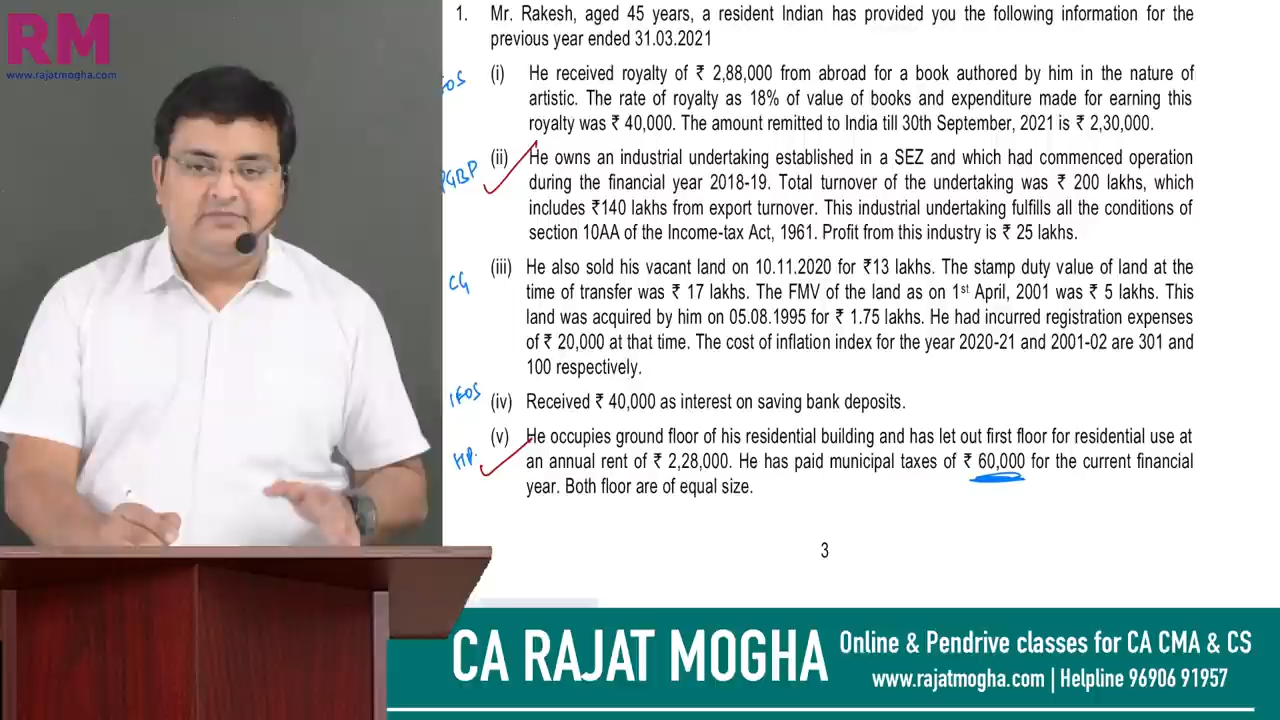 RM
www.rajatmogha.com
1. Mr. Rakesh, aged 45 years, a resident Indian has provided you the following information for the
previous year ended 31.03.2021
(i) He received royalty of ₹ 2,88,000 from abroad for a book authored by him in the nature of
artistic. The rate of royalty as 18% of value of books and expenditure made for earning this
royalty was ₹ 40,000. The amount remitted to India till 30th September, 2021 is ₹ 2,30,000.
PGBP
(ii) He owns an industrial undertaking established in a SEZ and which had commenced operation
during the financial year 2018-19. Total turnover of the undertaking was ₹ 200 lakhs, which
includes ₹140 lakhs from export turnover. This industrial undertaking fulfills all the conditions of
section 10AA of the Income-tax Act, 1961. Profit from this industry is ₹ 25 lakhs.
CG
(iii) He also sold his vacant land on 10.11.2020 for ₹13 lakhs. The stamp duty value of land at the
time of transfer was ₹ 17 lakhs. The FMV of the land as on 1st April, 2001 was ₹ 5 lakhs. This
land was acquired by him on 05.08.1995 for ₹ 1.75 lakhs. He had incurred registration expenses
of ₹ 20,000 at that time. The cost of inflation index for the year 2020-21 and 2001-02 are 301 and
100 respectively.
IFOS
(iv) Received ₹ 40,000 as interest on saving bank deposits.
HP.
(v) He occupies ground floor of his residential building and has let out first floor for residential use at
an annual rent of ₹ 2,28,000. He has paid municipal taxes of ₹ 60,000 for the current financial
year. Both floor are of equal size.
3
CA RAJAT MOGHA
Online & Pendrive classes for CA CMA & CS
www.rajatmogha.com | Helpline 96906 91957